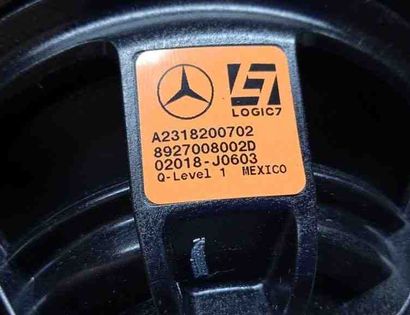 LOGIC7
A2318200702
8927008002D
02018-J0603
Q-Level 1 MEXICO